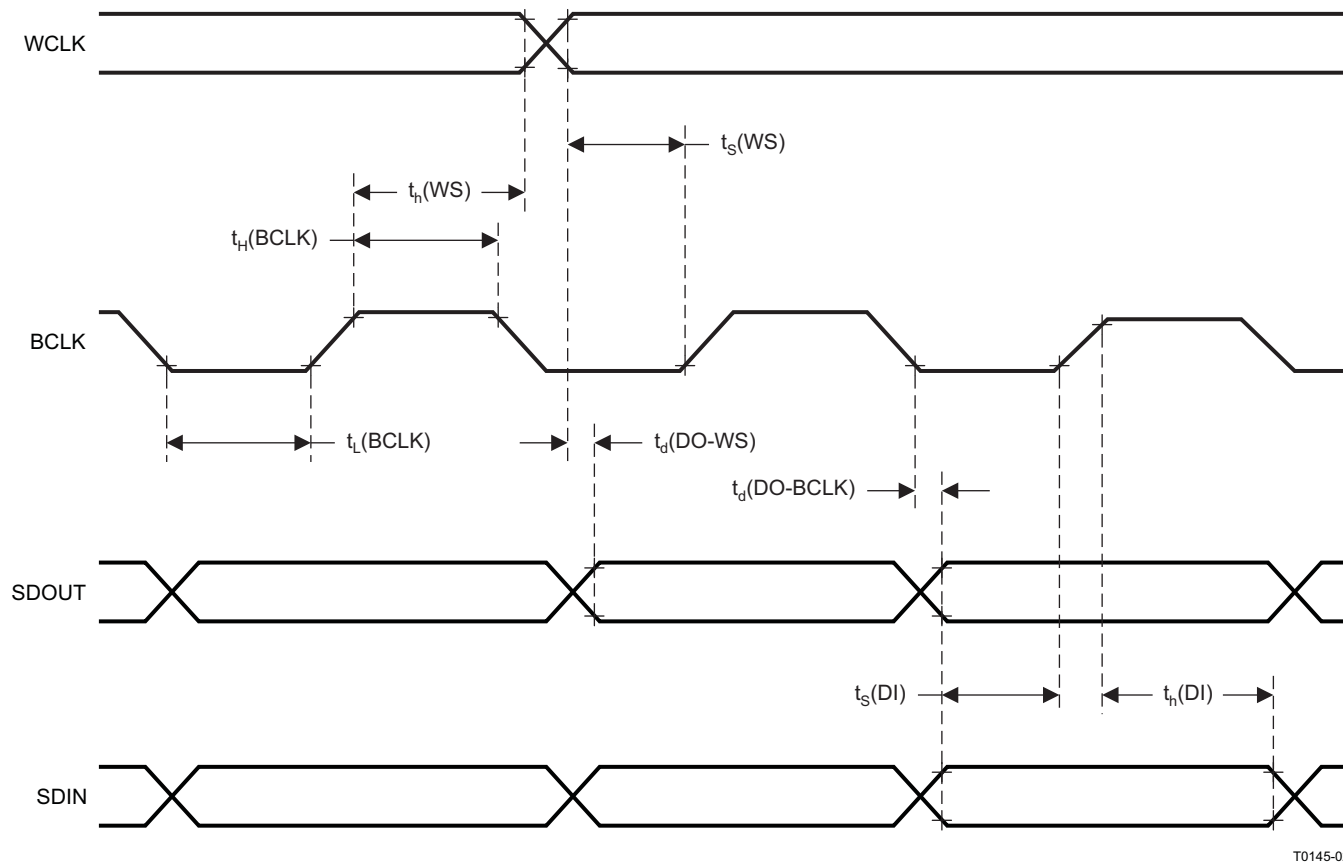 WCLK
tS(WS)
th(WS)
tH(BCLK)
BCLK
tL(BCLK)
td(DO-WS)
td(DO-BCLK)
SDOUT
tS(DI)
th(DI)
SDIN
T0145-0